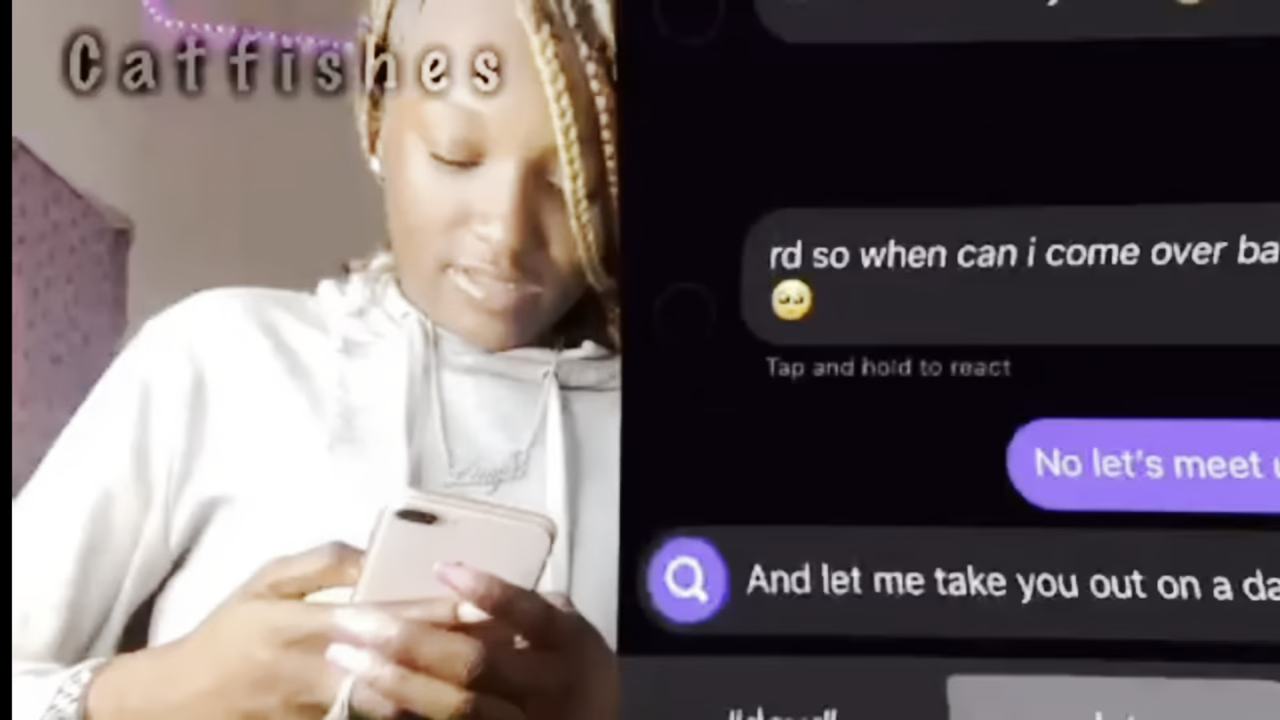 Catfishes
rd so when can i come over ba
🥺
Tap and hold to react
No let's meet
And let me take you out on a da